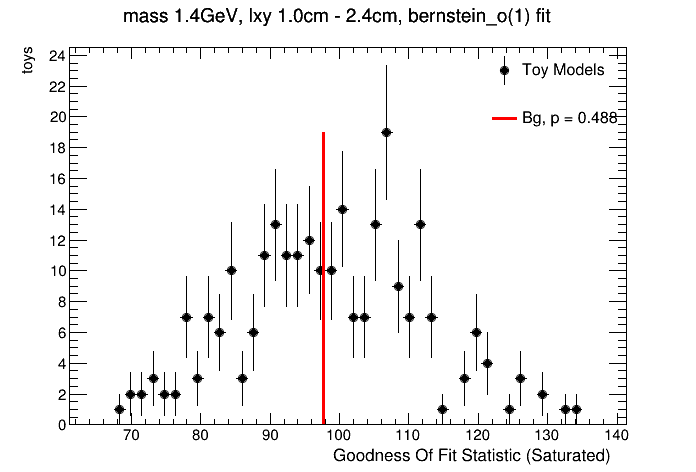 mass 1.4GeV, lxy 1.0cm - 2.4cm, bernstein_o(1) fit
toys
24
22
20
18
16
14
12
10
8
6
4
2
0
Toy Models
Bg, p = 0.488
70 80 90 100 110 120 130 140
Goodness Of Fit Statistic (Saturated)